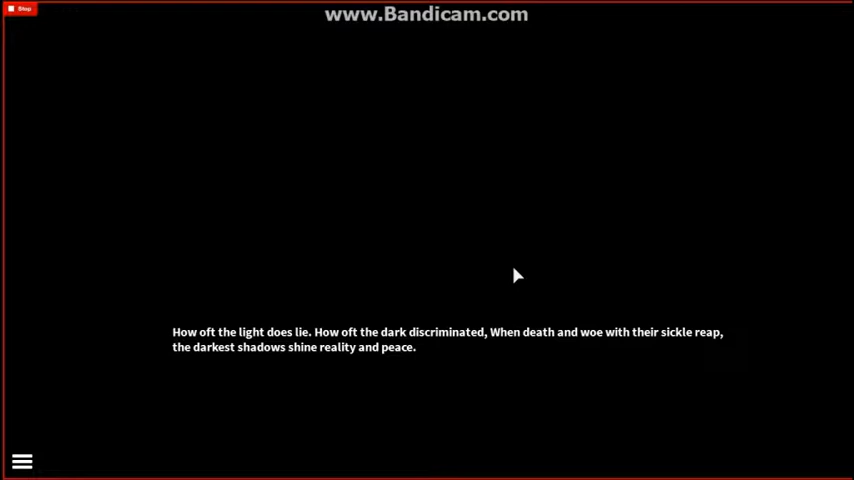 Stop
www.Bandicam.com
How oft the light does lie. How oft the dark discriminated, When death and woe with their sickle reap,
the darkest shadows shine reality and peace.